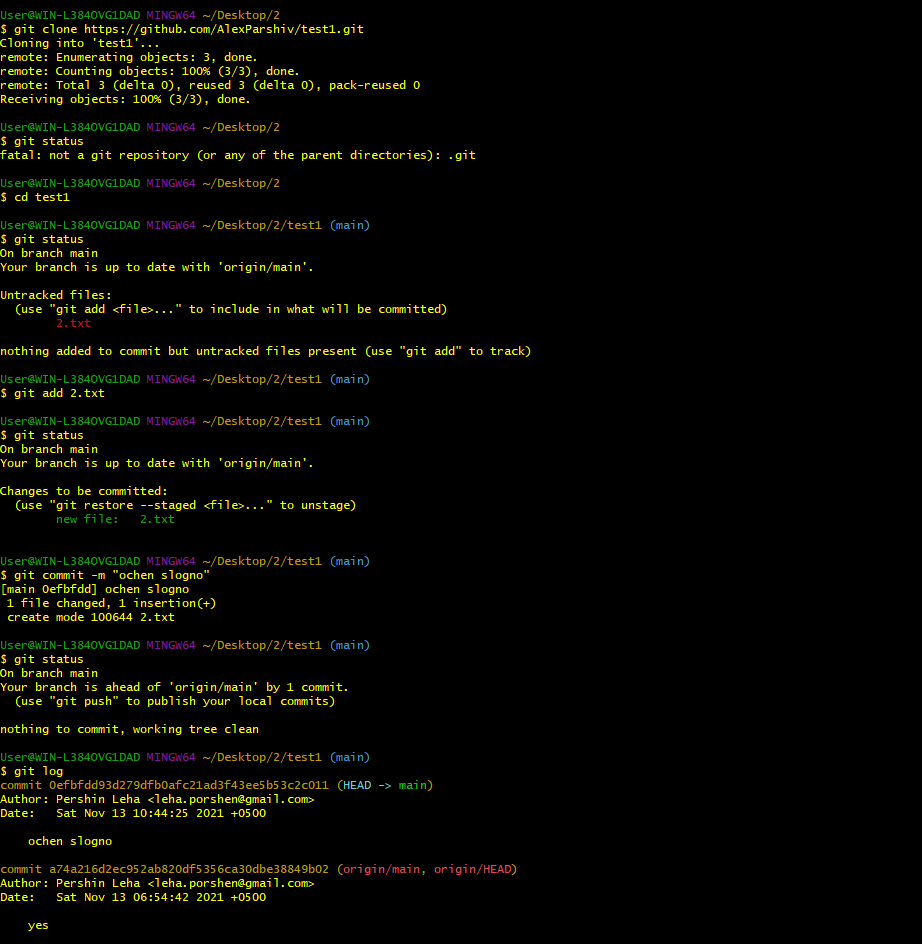 User@WIN-L384OVG1DAD MINGW64 ~/Desktop/2
$ git clone https://github.com/AlexParshiv/test1.git
Cloning into 'test1'...
remote: Enumerating objects: 3, done.
remote: Counting objects: 100% (3/3), done.
remote: Total 3 (delta 0), reused 3 (delta 0), pack-reused 0
Receiving objects: 100% (3/3), done.
User@WIN-L384OVG1DAD MINGW64 ~/Desktop/2
$ git status
fatal: not a git repository (or any of the parent directories): .git
User@WIN-L384OVG1DAD MINGW64 ~/Desktop/2
$ cd test1
User@WIN-L384OVG1DAD MINGW64 ~/Desktop/2/test1 (main)
$ git status
On branch main
Your branch is up to date with 'origin/main'.
Untracked files:
  (use "git add <file>..." to include in what will be committed)
        2.txt
nothing added to commit but untracked files present (use "git add" to track)
User@WIN-L384OVG1DAD MINGW64 ~/Desktop/2/test1 (main)
$ git add 2.txt
User@WIN-L384OVG1DAD MINGW64 ~/Desktop/2/test1 (main)
$ git status
On branch main
Your branch is up to date with 'origin/main'.
Changes to be committed:
  (use "git restore --staged <file>..." to unstage)
        new file:   2.txt
User@WIN-L384OVG1DAD MINGW64 ~/Desktop/2/test1 (main)
$ git commit -m "ochen slogno"
[main 0efbfdd] ochen slogno
 1 file changed, 1 insertion(+)
 create mode 100644 2.txt
User@WIN-L384OVG1DAD MINGW64 ~/Desktop/2/test1 (main)
$ git status
On branch main
Your branch is ahead of 'origin/main' by 1 commit.
  (use "git push" to publish your local commits)
nothing to commit, working tree clean
User@WIN-L384OVG1DAD MINGW64 ~/Desktop/2/test1 (main)
$ git log
commit 0efbfdd93d279dfb0afc21ad3f43ee5b53c2c011 (HEAD -> main)
Author: Pershin Leha <leha.porshen@gmail.com>
Date:   Sat Nov 13 10:44:25 2021 +0500
    ochen slogno
commit a74a216d2ec952ab820df5356ca30dbe38849b02 (origin/main, origin/HEAD)
Author: Pershin Leha <leha.porshen@gmail.com>
Date:   Sat Nov 13 06:54:42 2021 +0500
    yes